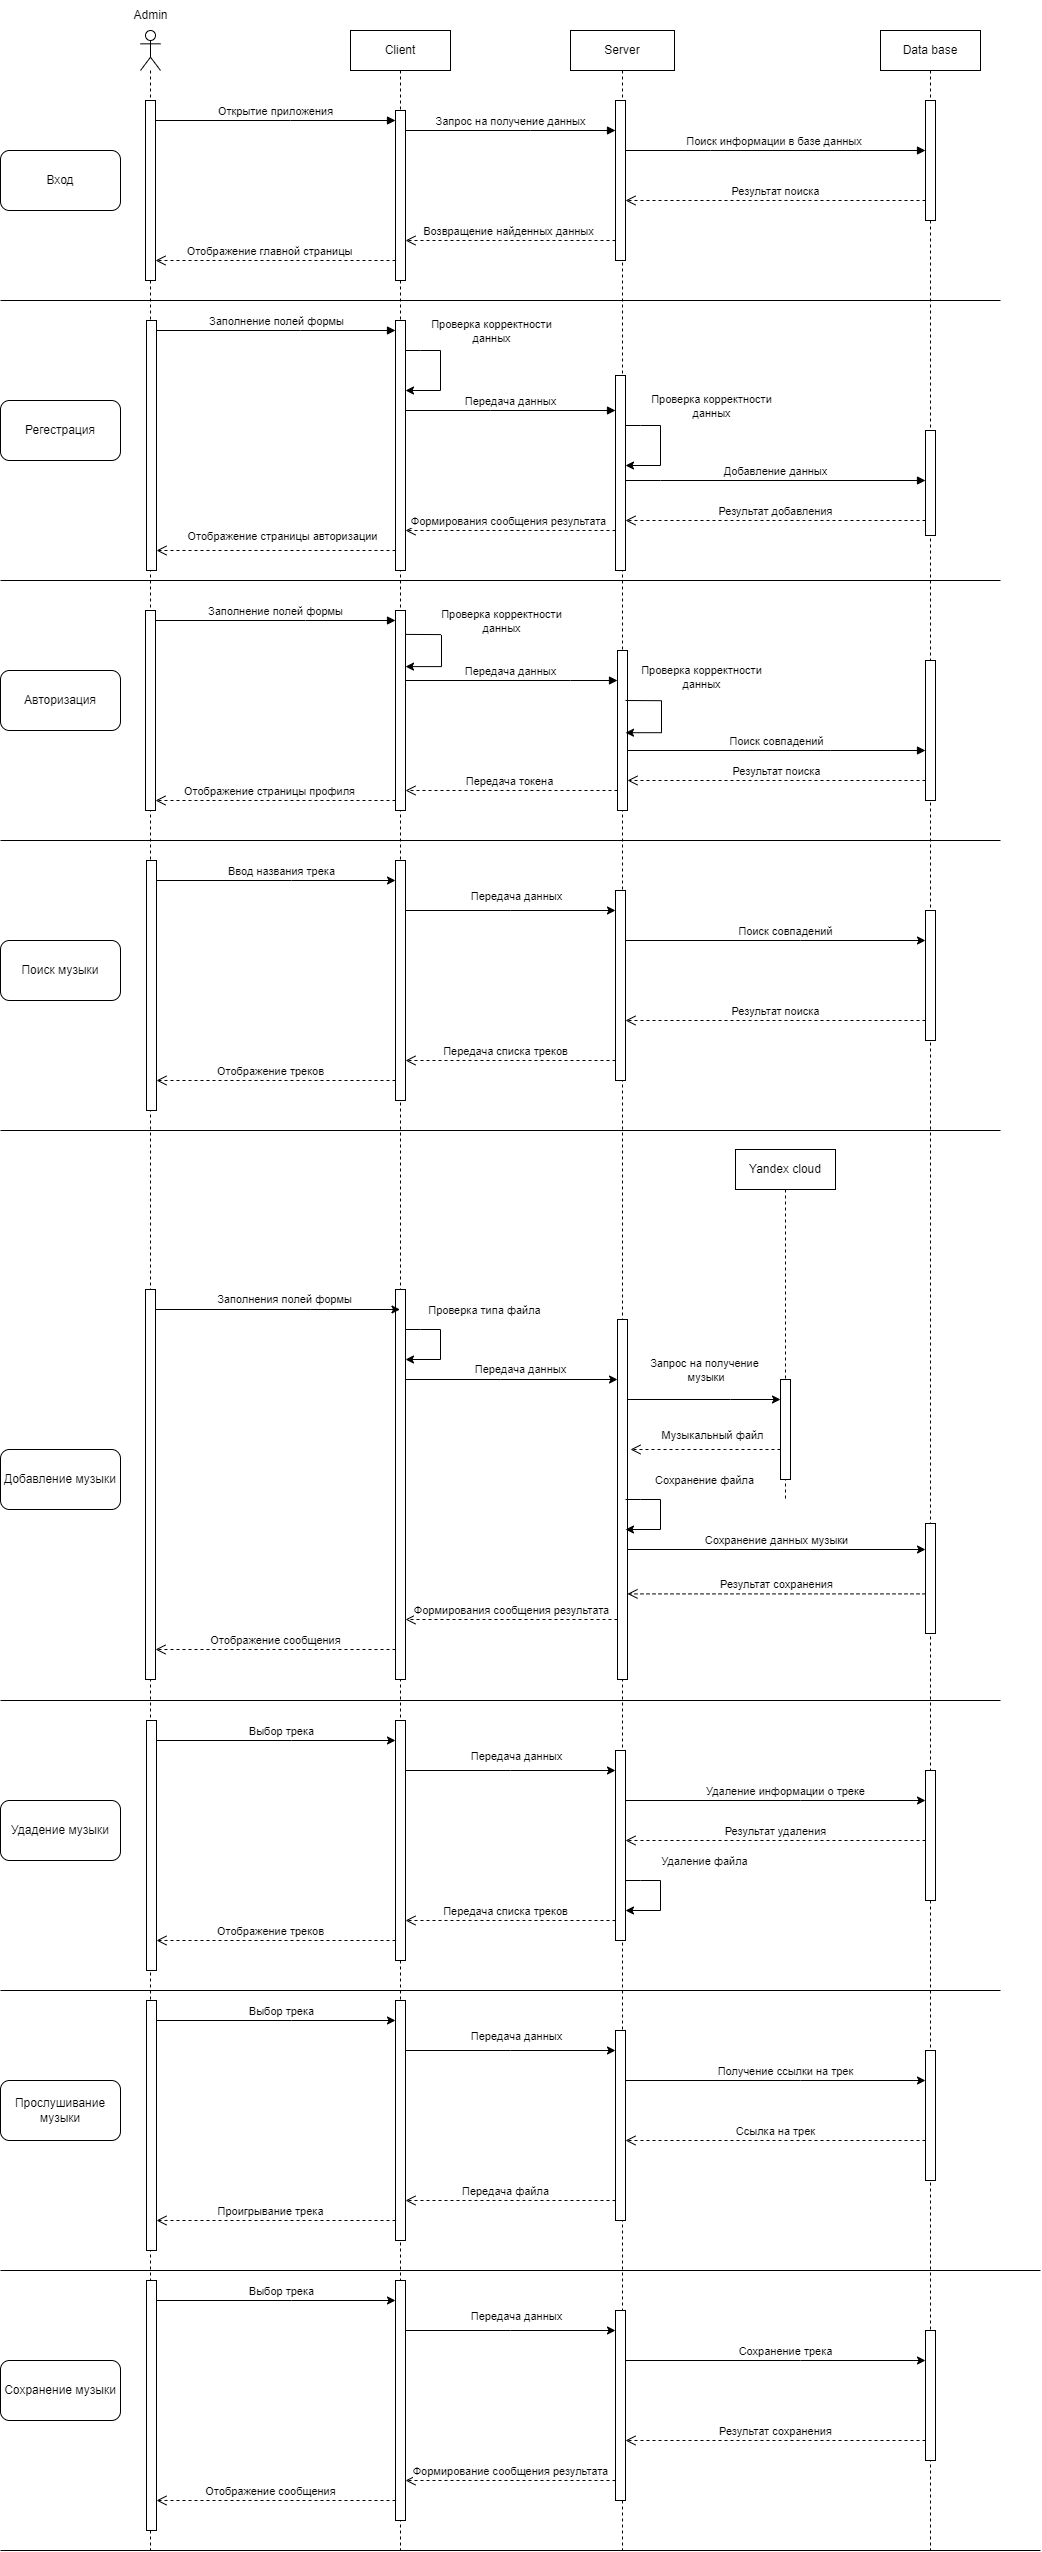 Admin
Client
Server
Data base
Открытие приложения
Запрос на получение данных
Поиск информации в базе данных
Вход
Результат поиска
Возвращение найденных данных
Отображение главной страницы
Заполнение полей формы
Проверка корректности
данных
Передача данных
Проверка корректности
данных
Регестрация
Добавление данных
Результат добавления
Формирования сообщения результата
Отображение страницы авторизации
Заполнение полей формы
Проверка корректности
данных
Передача данных
Проверка корректности
данных
Авторизация
Поиск совпадений
Результат поиска
Передача токена
Отображение страницы профиля
Ввод названия трека
Передача данных
Поиск совпадений
Поиск музыки
Результат поиска
Передача списка треков
Отображение треков
Yandex cloud
Заполнения полей формы
Проверка типа файла
Передача данных
Запрос на получение
музыки
Музыкальный файл
Добавление музыки
Сохранение файла
Сохранение данных музыки
Результат сохранения
Формирования сообщения результата
Отображение сообщения
Выбор трека
Передача данных
Удаление информации о треке
Удадение музыки
Результат удаления
Удаление файла
Передача списка треков
Отображение треков
Выбор трека
Передача данных
Получение ссылки на трек
Прослушивание
музыки
Ссылка на трек
Передача файла
Проигрывание трека
Выбор трека
Передача данных
Сохранение трека
Сохранение музыки
Результат сохранения
Формирование сообщения результата
Отображение сообщения